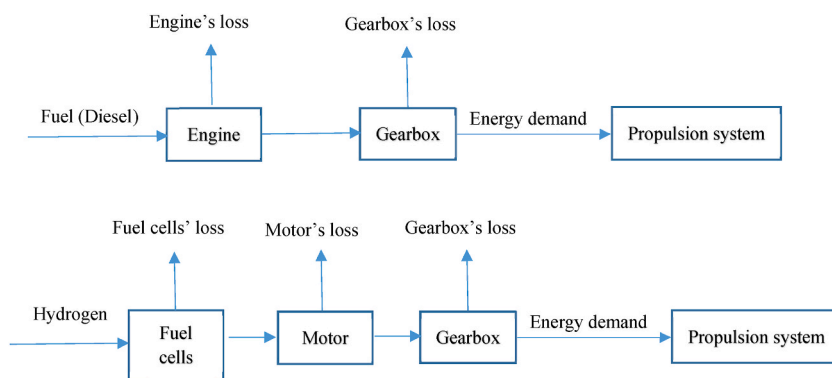 Engine’s loss
Gearbox’s loss
Fuel (Diesel)
Engine
Gearbox
Energy demand
Propulsion system
Fuel cells’ loss
Motor’s loss
Gearbox’s loss
Hydrogen
Fuel
cells
Motor
Gearbox
Energy demand
Propulsion system